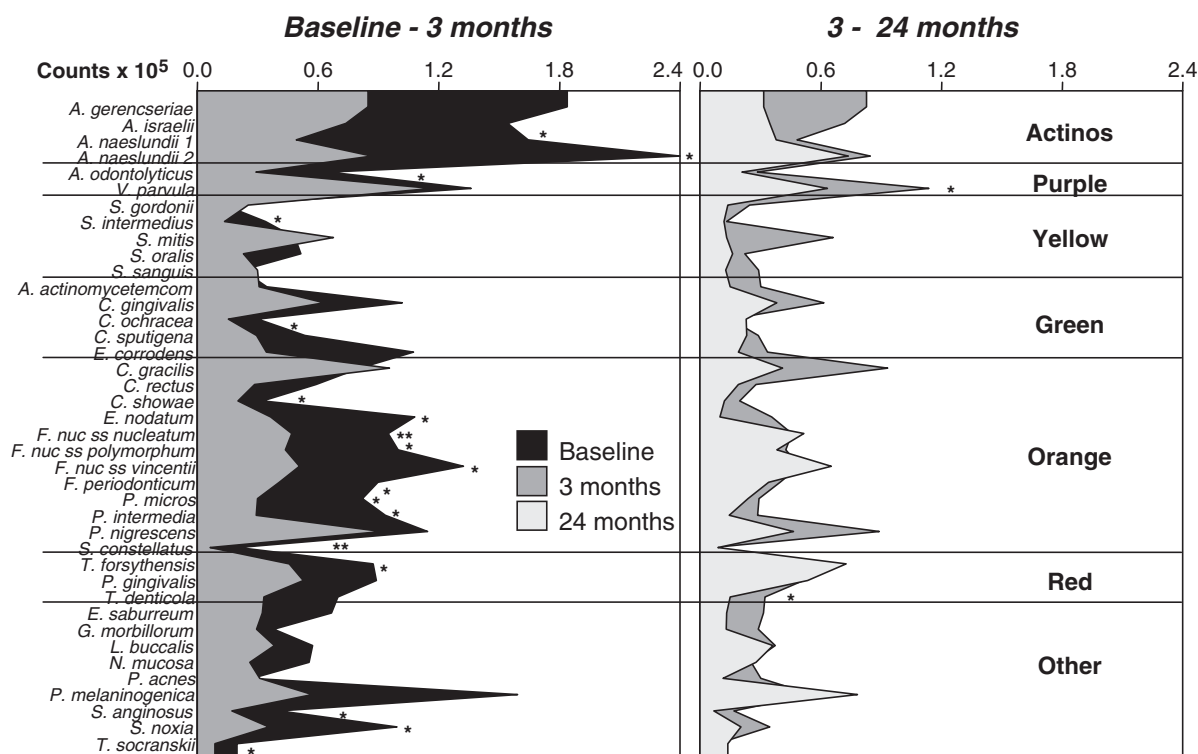 Baseline - 3 months
3 - 24 months
Counts x 10⁵
0.0 0.6 1.2 1.8 2.4
0.0 0.6 1.2 1.8 2.4
A. gerencseriae
A. israelii
A. naeslundii 1
*
A. naeslundii 2
*
Actinos
A. odontolyticus
*
V. parvula
*
Purple
S. gordonii
S. intermedius
*
S. mitis
S. oralis
S. sanguis
Yellow
A. actinomycetemcom
C. gingivalis
C. ochracea
*
C. sputigena
E. corrodens
Green
C. gracilis
C. rectus
C. showae
*
E. nodatum
*
F. nuc ss nucleatum
**
F. nuc ss polymorphum
*
F. nuc ss vincentii
*
F. periodonticum
*
P. micros
*
P. intermedia
*
P. nigrescens
S. constellatus
**
Orange
Baseline
3 months
24 months
T. forsythensis
*
P. gingivalis
T. denticola
*
Red
E. saburreum
G. morbillorum
L. buccalis
N. mucosa
P. acnes
P. melaninogenica
S. anginosus
*
S. noxia
*
T. socranskii
*
Other